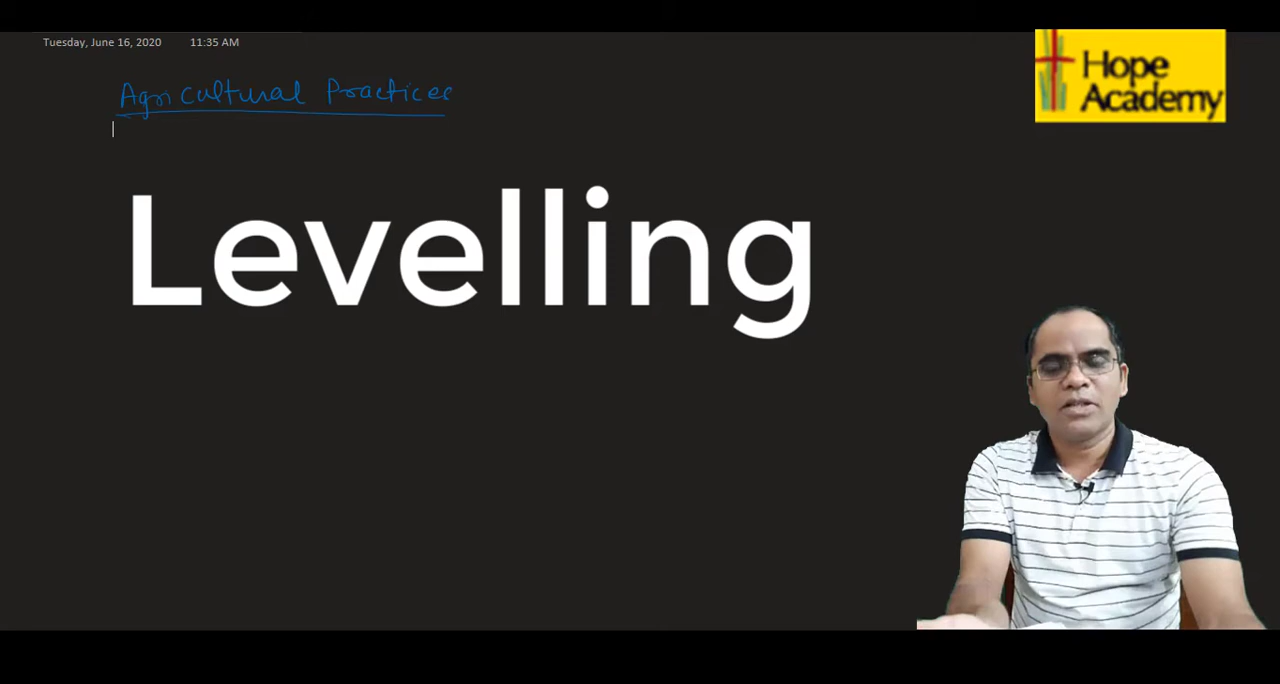 Tuesday, June 16, 2020 11:35 AM
Hope
Academy
Agricultural Practices
Levelling